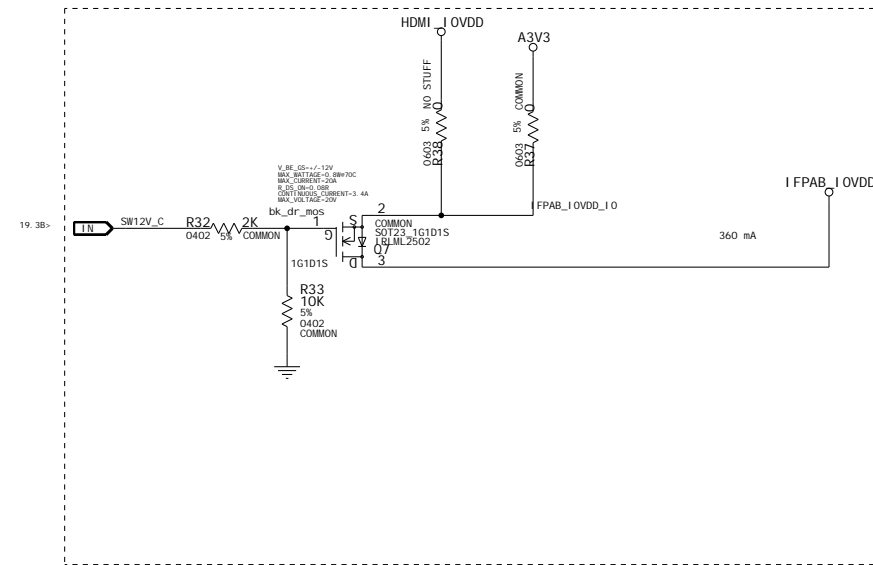 HDMI_IOVDD
A3V3
0603 5% NO STUFF
R38 0
0603 5% COMMON
R37 0
IFPAB_IOVDD
V_BE_GS=+/-12V
MAX_WATTAGE=0.8W@70C
MAX_CURRENT=20A
R_DS_ON=0.08R
CONTINUOUS_CURRENT=3.4A
MAX_VOLTAGE=20V
bk_dr_mos
2
IFPAB_IOVDD_IO
19.3B>
IN
SW12V_C
R32
2K
0402
5%
COMMON
1
G
S
COMMON
SOT23_1G1D1S
IRLML2502
Q7
D
3
1G1D1S
360 mA
R33
10K
5%
0402
COMMON